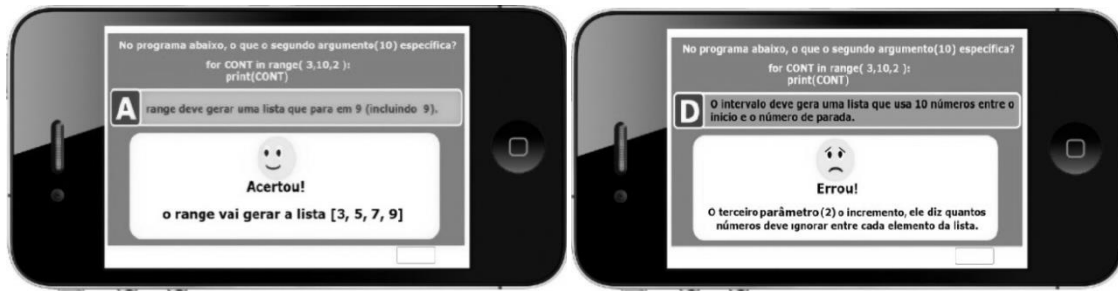 No programa abaixo, o que o segundo argumento(10) específica?
for CONT in range( 3,10,2 ):
print(CONT)
A
range deve gerar uma lista que para em 9 (incluindo 9).
Acertou!
o range vai gerar a lista [3, 5, 7, 9]
No programa abaixo, o que o segundo argumento(10) específica?
for CONT in range( 3,10,2 ):
print(CONT)
D
O intervalo deve gera uma lista que usa 10 números entre o
início e o número de parada.
Errou!
O terceiro parâmetro (2) o incremento, ele diz quantos
números deve ignorar entre cada elemento da lista.